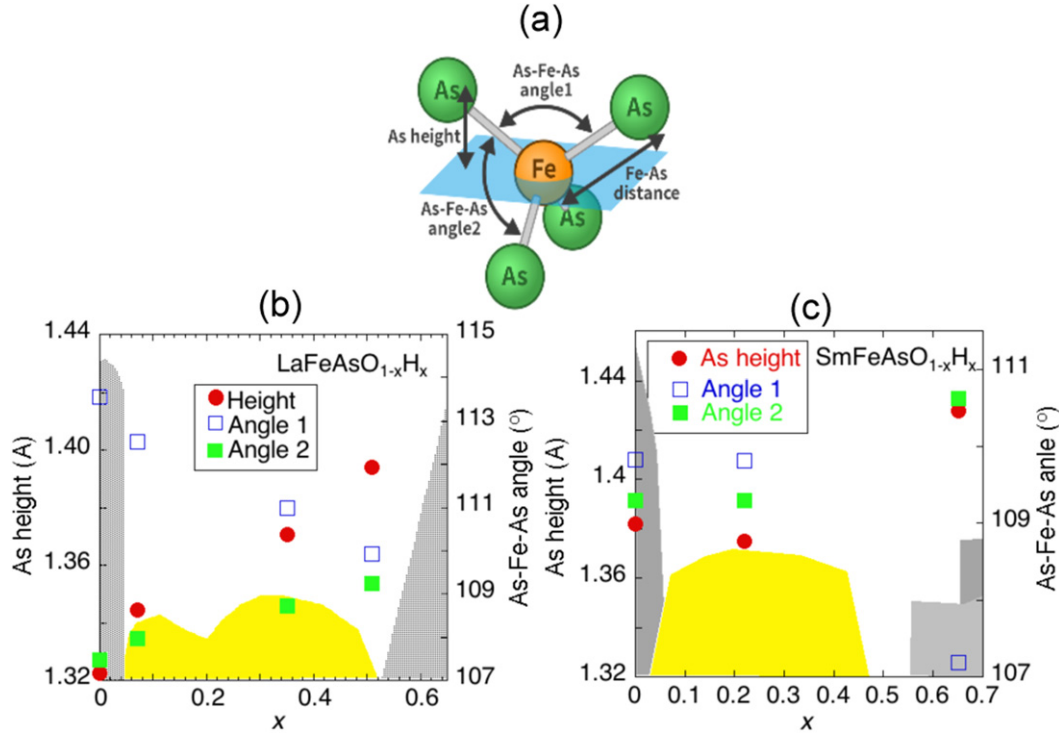 (a)
As
As-Fe-As
angle1
As
As height
Fe
Fe-As
distance
As-Fe-As
angle2
As
As
(b)
LaFeAsO1-xHx
Height
Angle 1
Angle 2
1.44
1.40
1.36
1.32
As height (A)
0
0.2
0.4
0.6
x
115
113
111
109
107
As-Fe-As angle (°)
(c)
SmFeAsO1-xHx
As height
Angle 1
Angle 2
1.44
1.4
1.36
1.32
As height (A)
0
0.1
0.2
0.3
0.4
0.5
0.6
0.7
x
111
109
107
As-Fe-As anle (°)